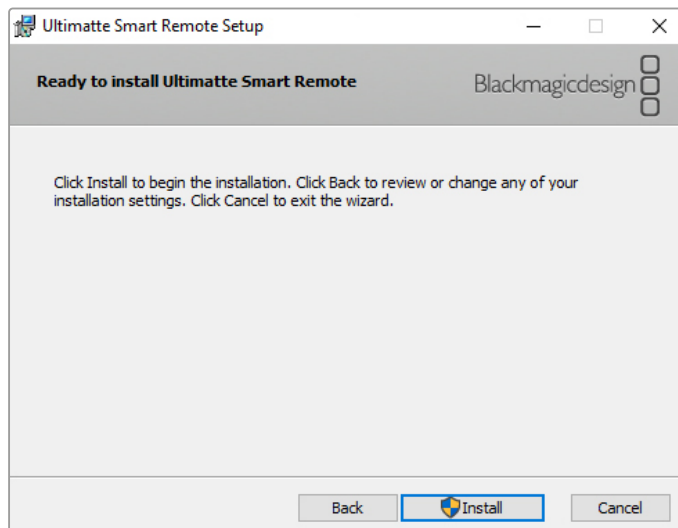 Ultimatte Smart Remote Setup
Ready to install Ultimatte Smart Remote
Blackmagicdesign
Click Install to begin the installation. Click Back to review or change any of your
installation settings. Click Cancel to exit the wizard.
Back
Install
Cancel